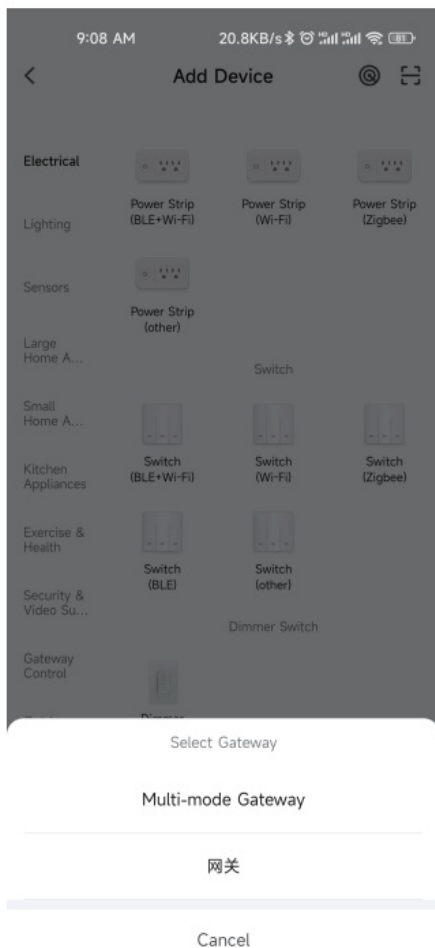 9:08 AM
20.8KB/s
81
Add Device
Electrical
Lighting
Sensors
Large
Home A...
Small
Home A...
Kitchen
Appliances
Exercise &
Health
Security &
Video Su...
Gateway
Control
Power Strip
(BLE+Wi-Fi)
Power Strip
(Wi-Fi)
Power Strip
(Zigbee)
Power Strip
(other)
Switch
Switch
(BLE+Wi-Fi)
Switch
(Wi-Fi)
Switch
(Zigbee)
Switch
(BLE)
Switch
(other)
Dimmer Switch
Dimmer
Select Gateway
Multi-mode Gateway
网关
Cancel